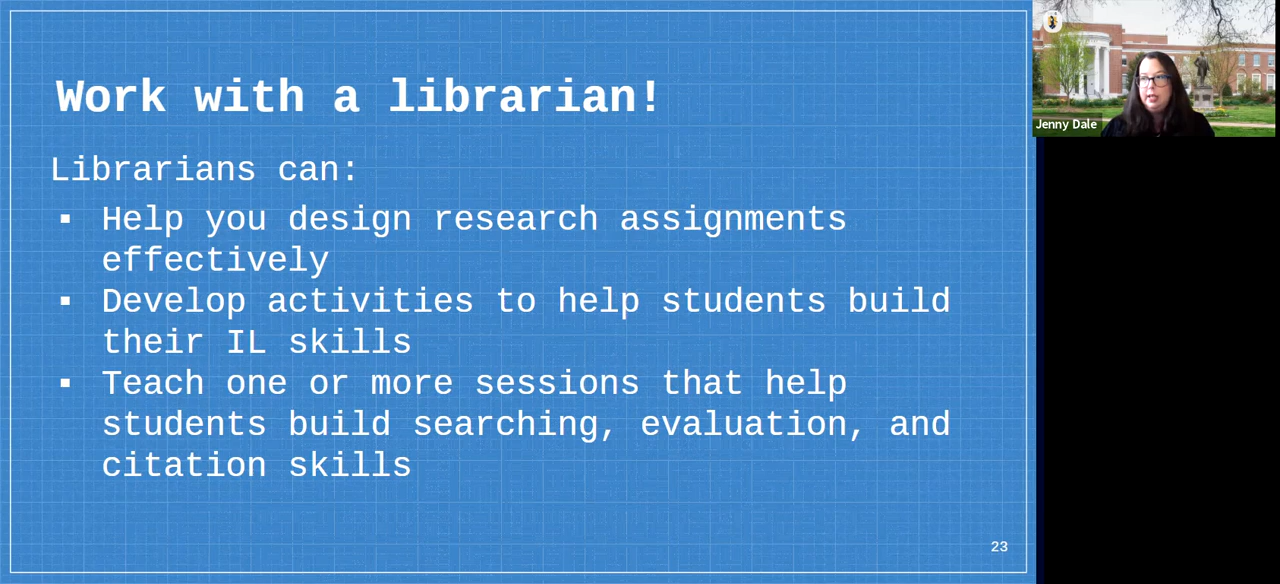 Work with a librarian!
Librarians can:
▪ Help you design research assignments
effectively
▪ Develop activities to help students build
their IL skills
▪ Teach one or more sessions that help
students build searching, evaluation, and
citation skills
23
Jenny Dale